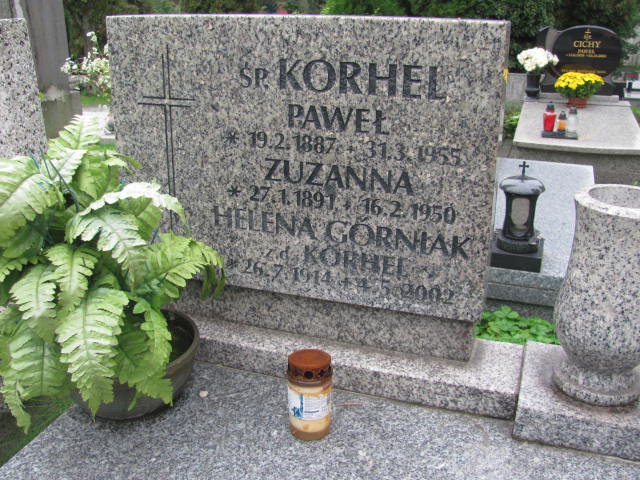 ŚP. KORHEL
PAWEŁ
* 19.2.1887 + 31.3.1955
ZUZANNA
* 27.1.1891 + 16.2.1950
HELENA GÓRNIAK
z d. KORHEL
* 26.7.1914 + 4.5.2002
CICHY
PAWEŁ